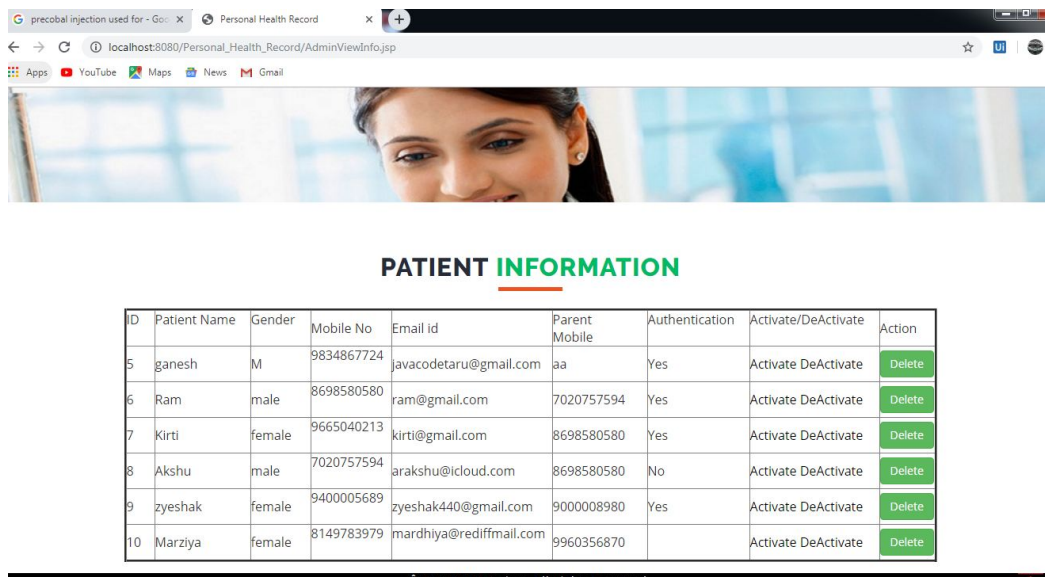 precobal injection used for - Goo
Personal Health Record
localhost:8080/Personal_Health_Record/AdminViewInfo.jsp
Ui
Apps YouTube Maps News M Gmail
PATIENT INFORMATION
ID Patient Name Gender Mobile No Email id Parent Mobile Authentication Activate/DeActivate Action
5 ganesh M 9834867724 javacodetaru@gmail.com aa Yes Activate DeActivate Delete
6 Ram male 8698580580 ram@gmail.com 7020757594 Yes Activate DeActivate Delete
7 Kirti female 9665040213 kirti@gmail.com 8698580580 Yes Activate DeActivate Delete
8 Akshu male 7020757594 arakshu@icloud.com 8698580580 No Activate DeActivate Delete
9 zyeshak female 9400005689 zyeshak440@gmail.com 9000008980 Yes Activate DeActivate Delete
10 Marziya female 8149783979 mardhiya@rediffmail.com 9960356870 Activate DeActivate Delete